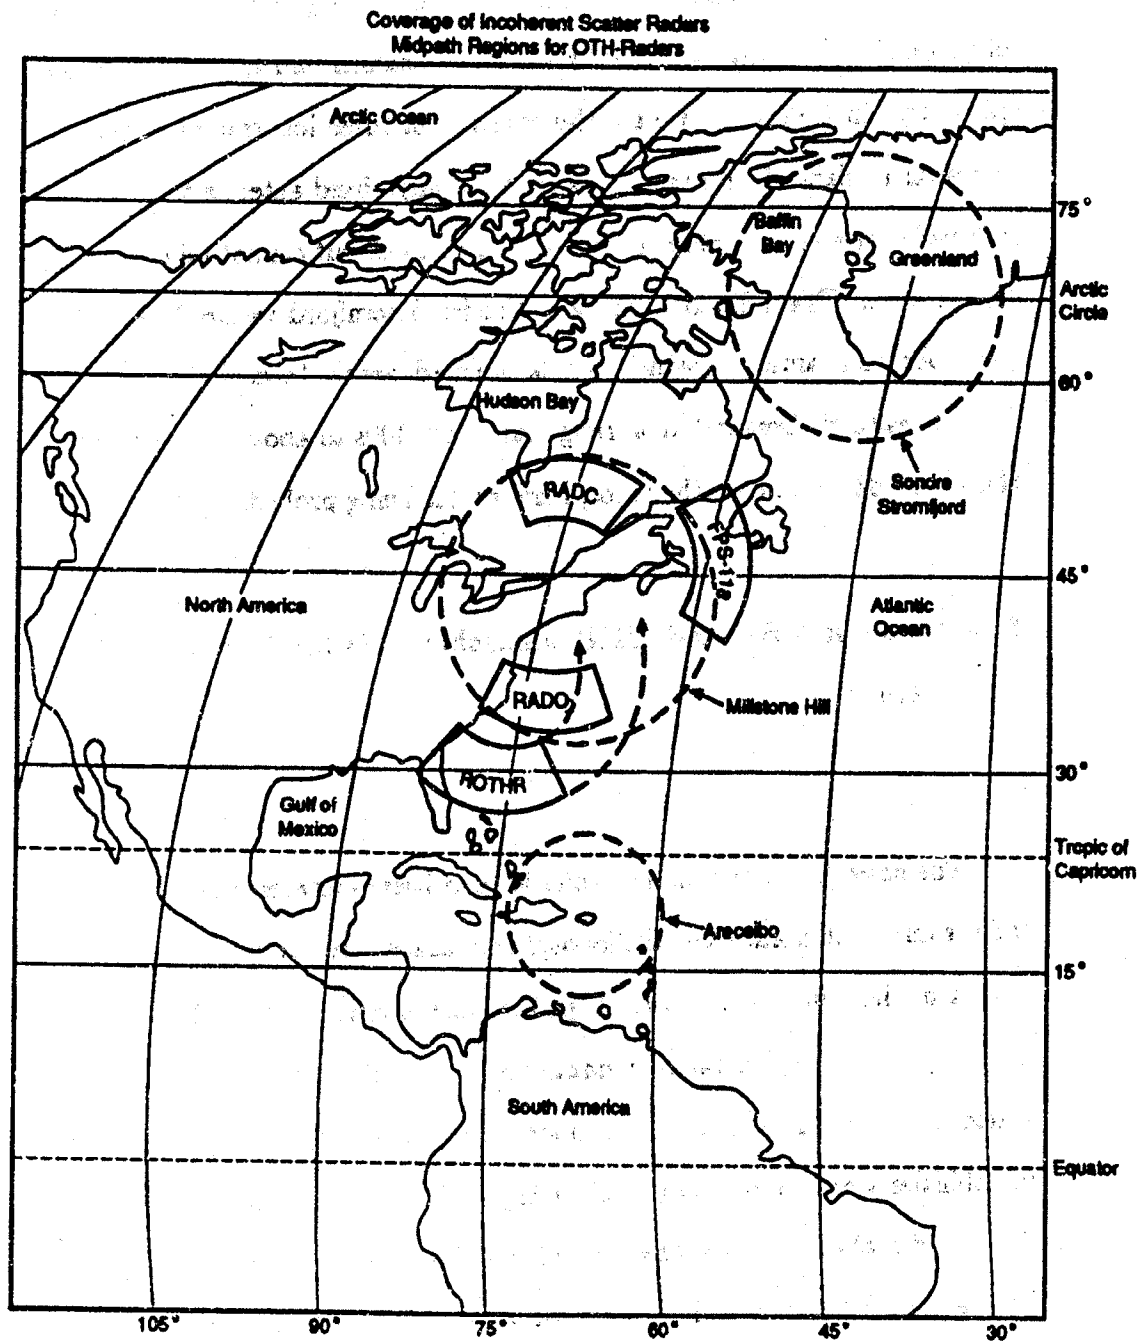 Coverage of Incoherent Scatter Radars
Midpath Regions for OTH-Radars
Arctic Ocean
75°
Baffin
Bay
Greenland
Arctic
Circle
60°
Hudson Bay
Sondre
Stromfjord
RADC
FPS-118
45°
North America
Atlantic
Ocean
RADC
Millstone Hill
30°
ROTHR
Gulf of
Mexico
Tropic of
Capricorn
Arecelbo
15°
South America
Equator
105°
90°
75°
60°
45°
30°